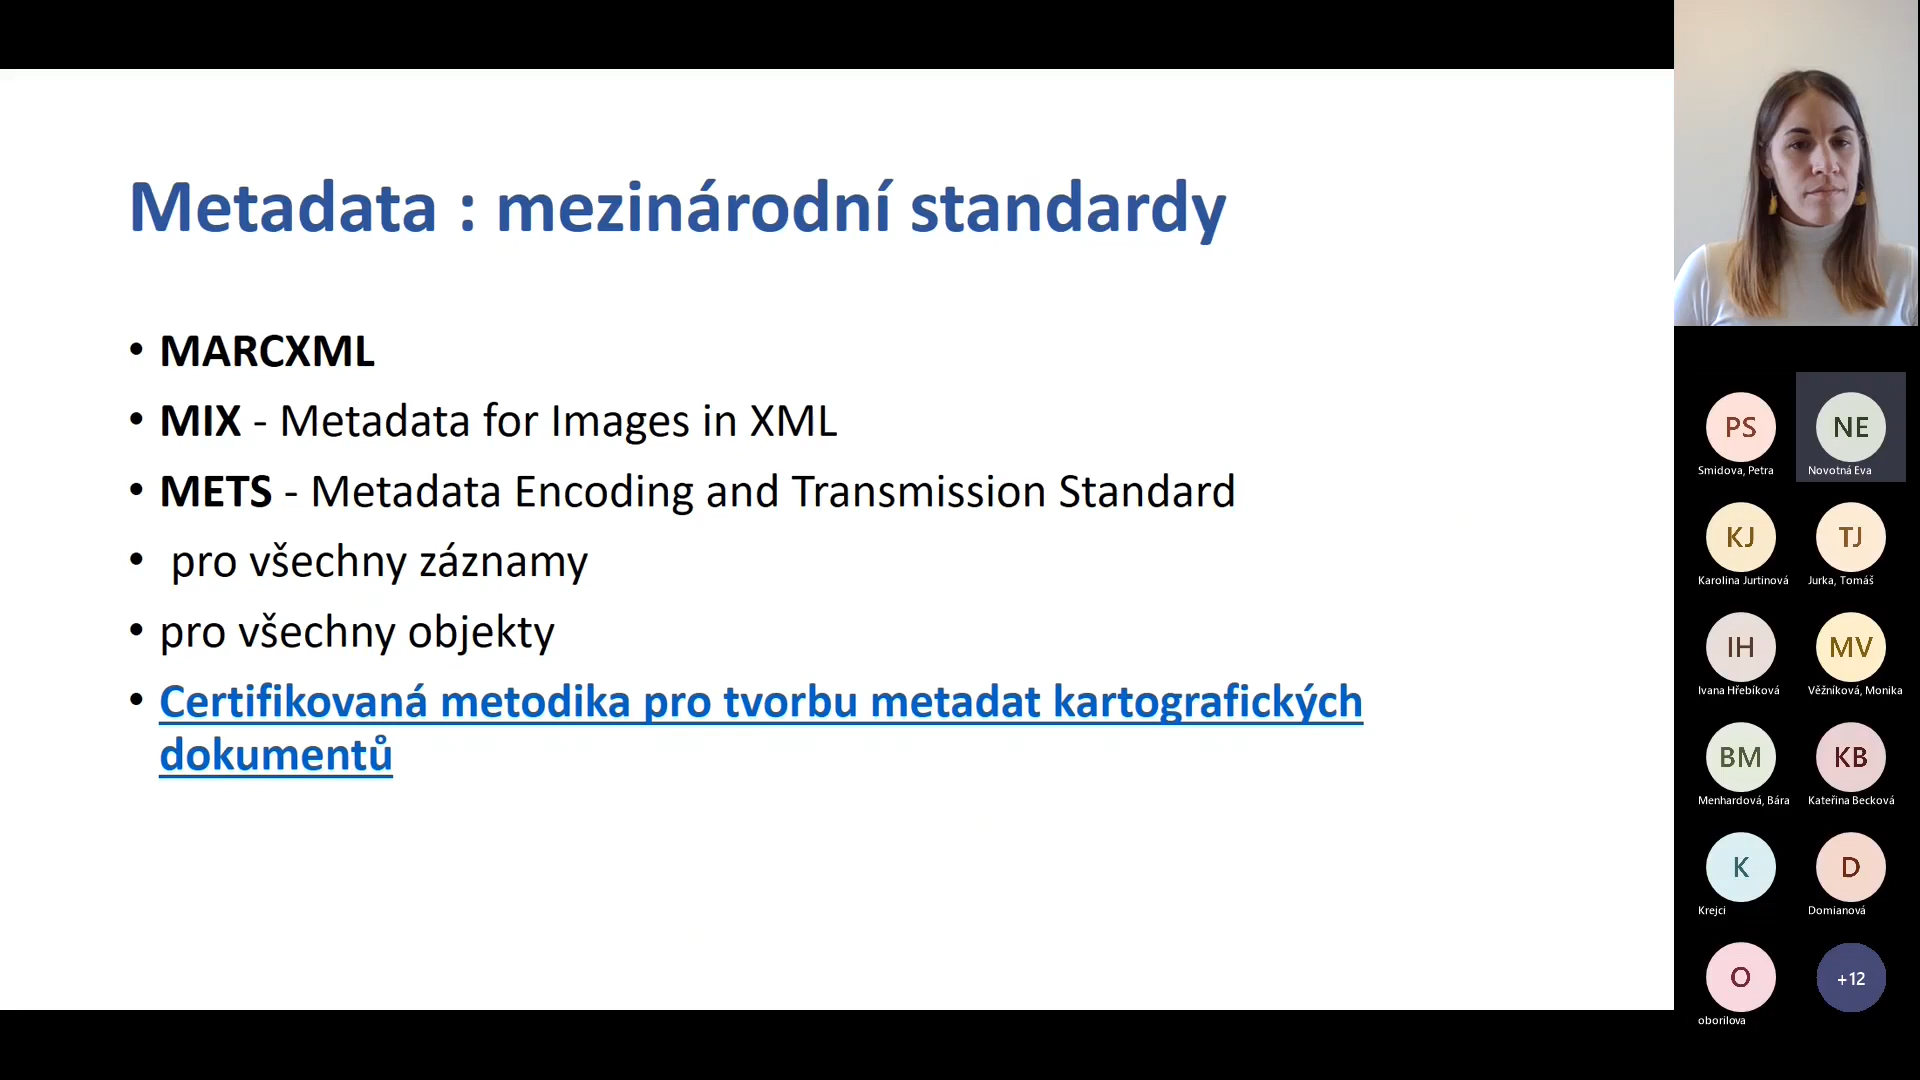 Metadata : mezinárodní standardy
• MARCXML
• MIX - Metadata for Images in XML
• METS - Metadata Encoding and Transmission Standard
• pro všechny záznamy
• pro všechny objekty
• Certifikovaná metodika pro tvorbu metadat kartografických
dokumentů
PS
Smidova, Petra
NE
Novotná Eva
KJ
Karolina Jurtinová
TJ
Jurka, Tomáš
IH
Ivana Hřebíková
MV
Věžníková, Monika
BM
Menhardová, Bára
KB
Kateřina Becková
K
Krejci
D
Domianová
O
oborilova
+12